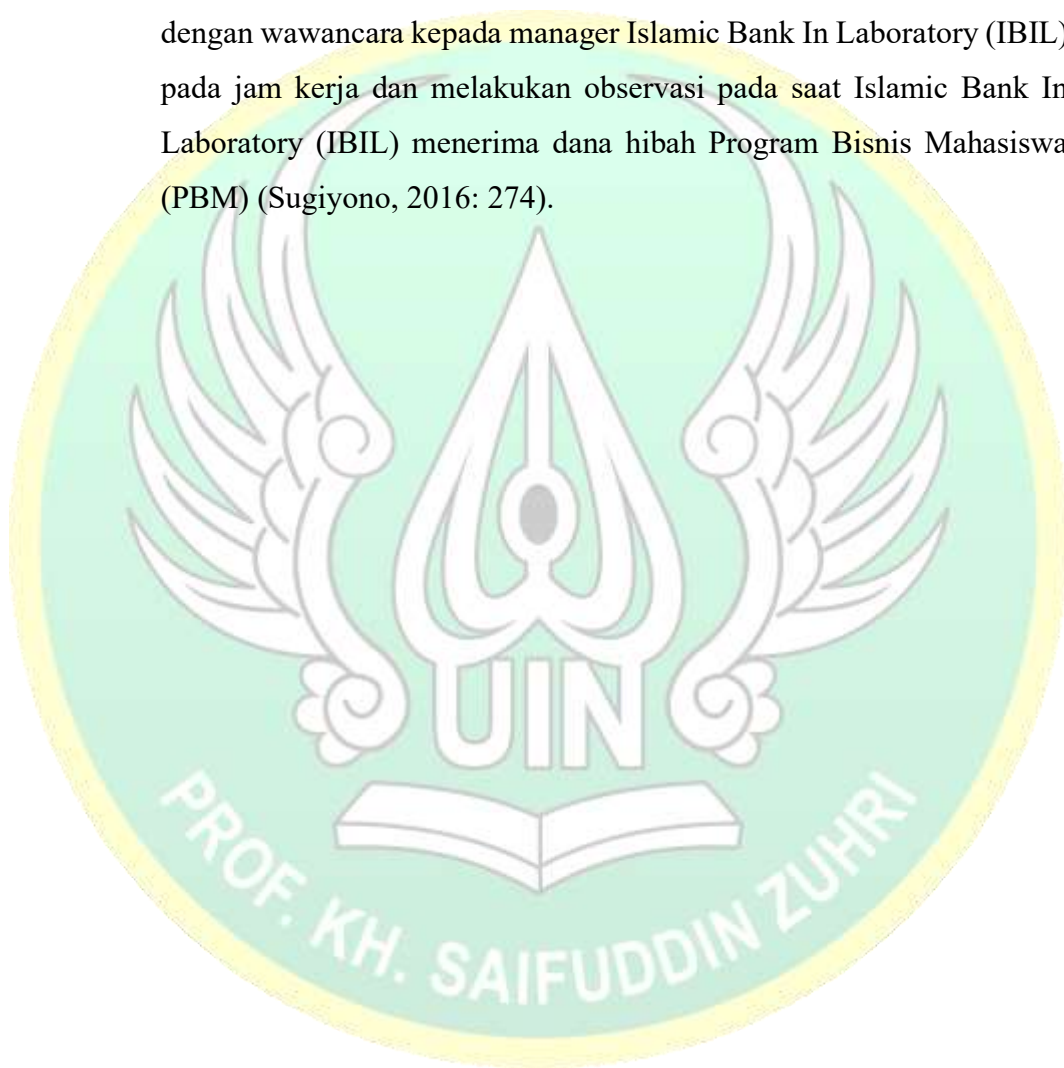 dengan wawancara kepada manager Islamic Bank In Laboratory (IBIL)
pada jam kerja dan melakukan observasi pada saat Islamic Bank In
Laboratory (IBIL) menerima dana hibah Program Bisnis Mahasiswa
(PBM) (Sugiyono, 2016: 274).
UIN
PROF. KH. SAIFUDDIN ZUHRI